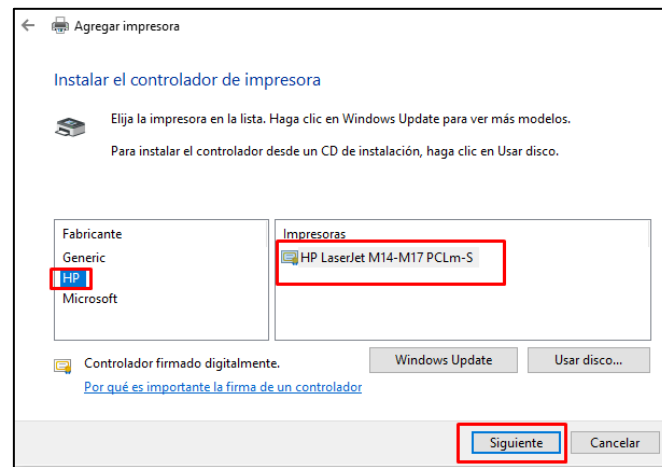 Agregar impresora
Instalar el controlador de impresora
Elija la impresora en la lista. Haga clic en Windows Update para ver más modelos.
Para instalar el controlador desde un CD de instalación, haga clic en Usar disco.
Fabricante
Generic
HP
Microsoft
Impresoras
HP LaserJet M14-M17 PCLm-S
Controlador firmado digitalmente.
Por qué es importante la firma de un controlador
Windows Update
Usar disco...
Siguiente
Cancelar